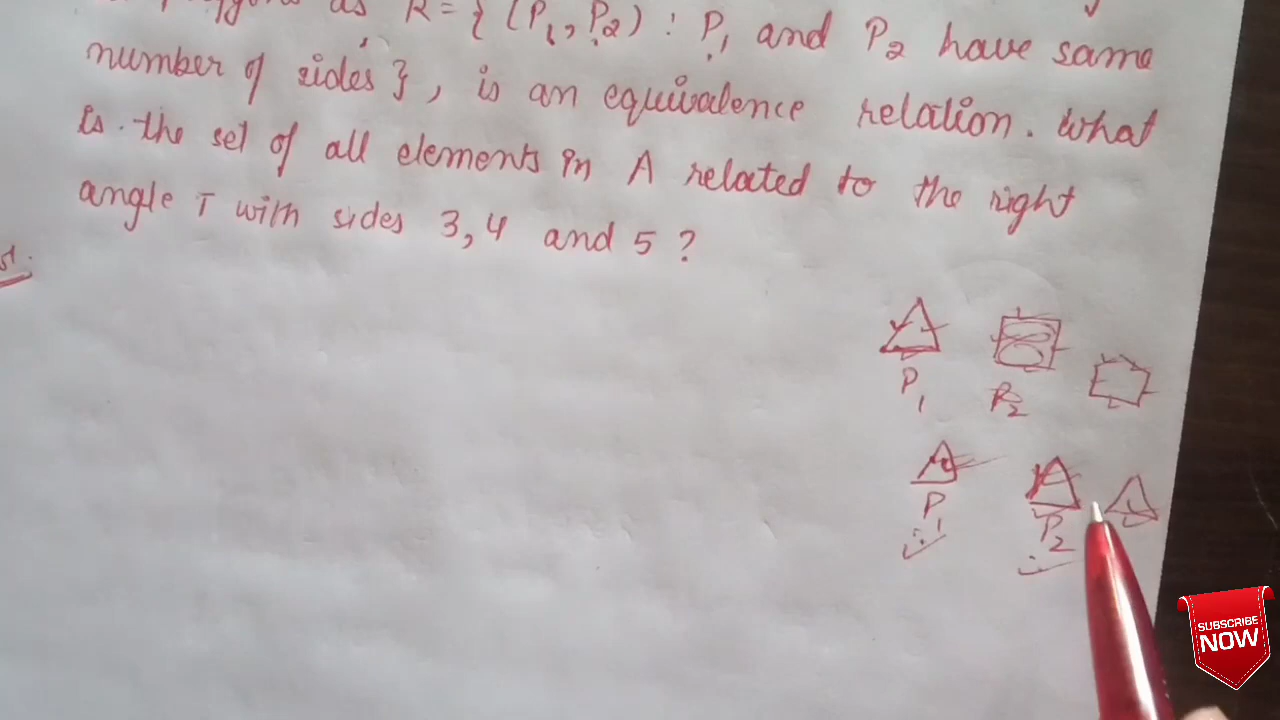 as R = { (P₁, P₂) : P₁ and P₂ have same
number of sides }, is an equivalence relation. What
is the set of all elements in A related to the right
angle T with sides 3, 4 and 5 ?
P₁ P₂
P₁ P₂
SUBSCRIBE
NOW